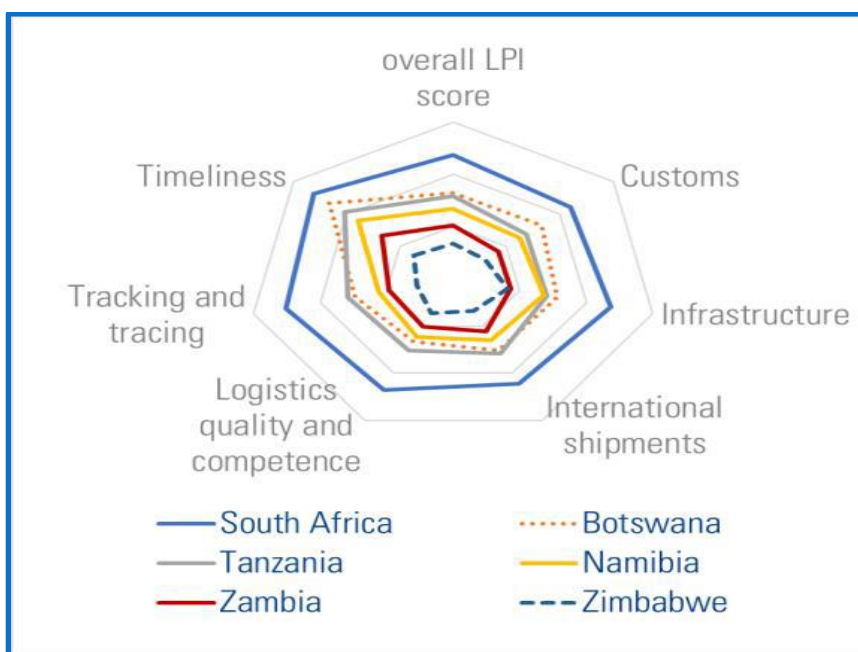 overall LPI
score
Timeliness
Customs
Tracking and
tracing
Infrastructure
Logistics
quality and
competence
International
shipments
South Africa
Botswana
Tanzania
Namibia
Zambia
Zimbabwe